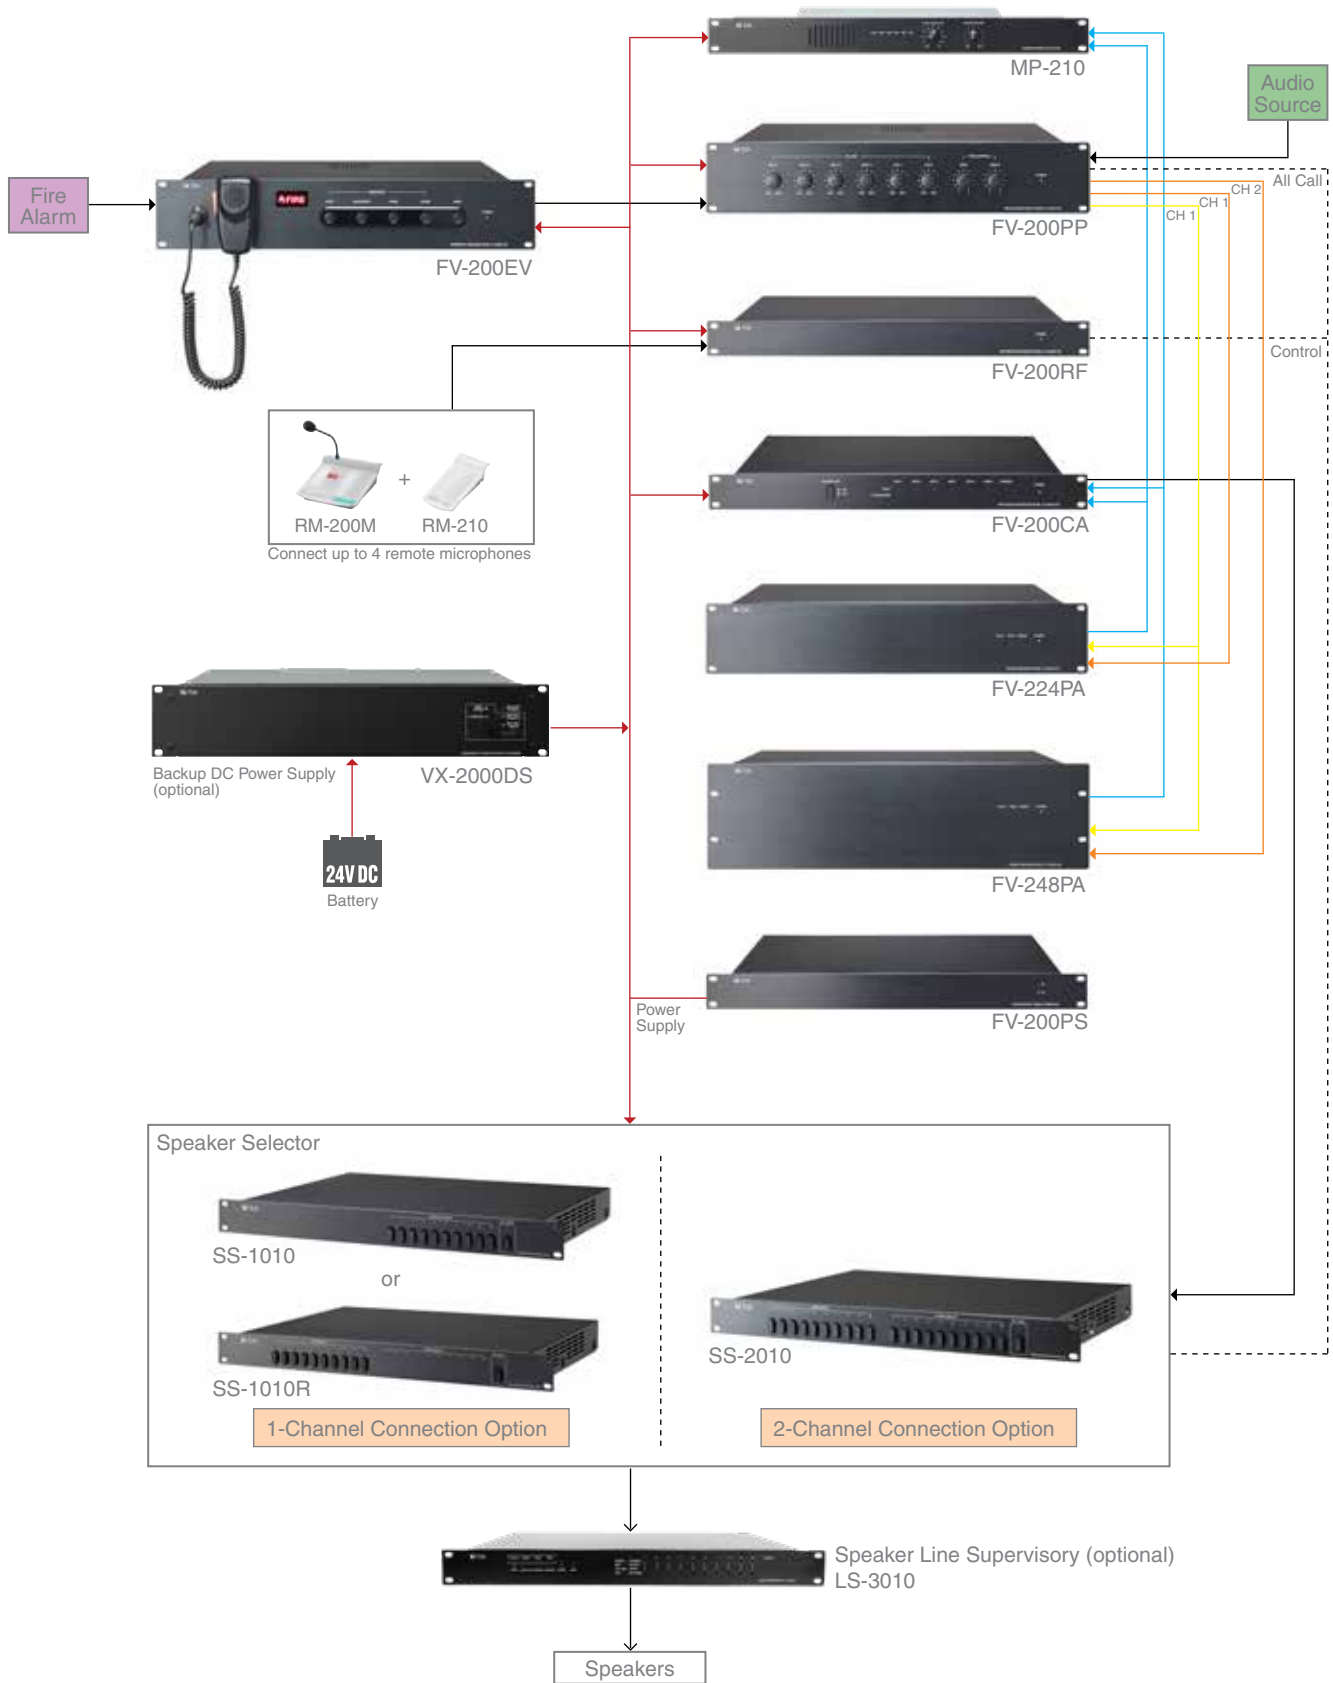 MP-210
Audio
Source
Fire
Alarm
FIRE
FV-200EV
All Call
CH 2
CH 1
CH 1
FV-200PP
Control
FV-200RF
RM-200M
+
RM-210
Connect up to 4 remote microphones
FV-200CA
FV-224PA
Backup DC Power Supply
(optional)
VX-2000DS
24V DC
Battery
FV-248PA
Power
Supply
FV-200PS
Speaker Selector
SS-1010
or
SS-1010R
SS-2010
1-Channel Connection Option
2-Channel Connection Option
Speaker Line Supervisory (optional)
LS-3010
Speakers